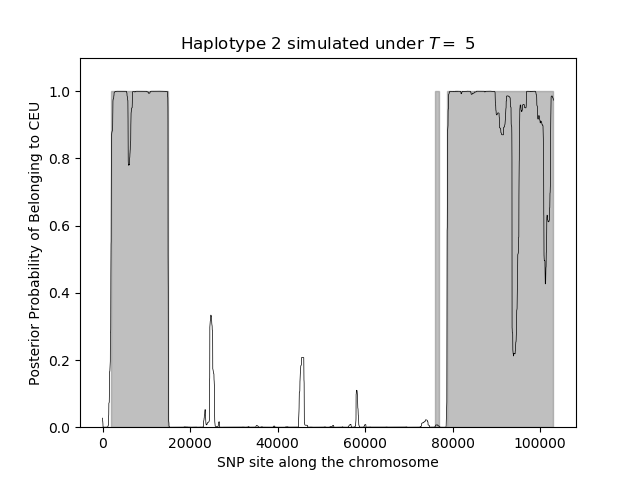 Haplotype 2 simulated under T = 5
Posterior Probability of Belonging to CEU
1.0
0.8
0.6
0.4
0.2
0.0
0 20000 40000 60000 80000 100000
SNP site along the chromosome